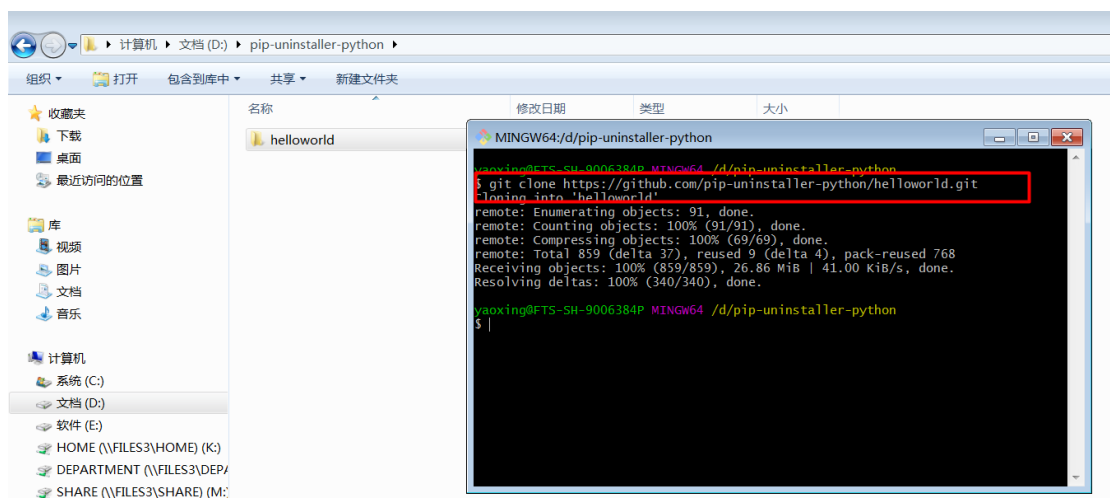 计算机 文档 (D:) pip-uninstaller-python
组织 打开 包含到库中 共享 新建文件夹
收藏夹
下载
桌面
最近访问的位置
库
视频
图片
文档
音乐
计算机
系统 (C:)
文档 (D:)
软件 (E:)
HOME (\\FILES3\HOME) (K:)
DEPARTMENT (\\FILES3\DEPA
SHARE (\\FILES3\SHARE) (M:
名称 修改日期 类型 大小
helloworld
MINGW64:/d/pip-uninstaller-python
yaoxing@FTS-SH-9006384P MINGW64 /d/pip-uninstaller-python
$ git clone https://github.com/pip-uninstaller-python/helloworld.git
Cloning into 'helloworld'
remote: Enumerating objects: 91, done.
remote: Counting objects: 100% (91/91), done.
remote: Compressing objects: 100% (69/69), done.
remote: Total 859 (delta 37), reused 9 (delta 4), pack-reused 768
Receiving objects: 100% (859/859), 26.86 MiB | 41.00 KiB/s, done.
Resolving deltas: 100% (340/340), done.
yaoxing@FTS-SH-9006384P MINGW64 /d/pip-uninstaller-python
$